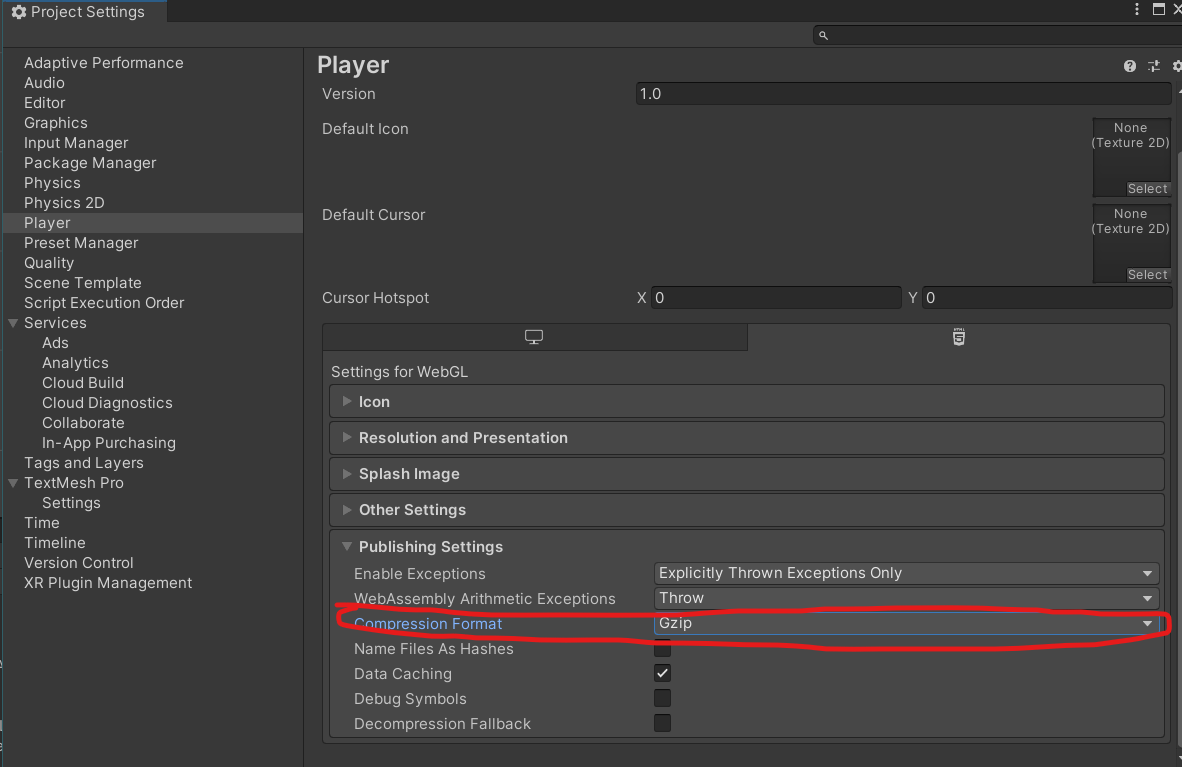 Project Settings
Adaptive Performance
Audio
Editor
Graphics
Input Manager
Package Manager
Physics
Physics 2D
Player
Preset Manager
Quality
Scene Template
Script Execution Order
Services
Ads
Analytics
Cloud Build
Cloud Diagnostics
Collaborate
In-App Purchasing
Tags and Layers
TextMesh Pro
Settings
Time
Timeline
Version Control
XR Plugin Management
Player
Version 1.0
Default Icon
None
(Texture 2D)
Select
Default Cursor
None
(Texture 2D)
Select
Cursor Hotspot X 0 Y 0
HTML
Settings for WebGL
Icon
Resolution and Presentation
Splash Image
Other Settings
Publishing Settings
Enable Exceptions Explicitly Thrown Exceptions Only
WebAssembly Arithmetic Exceptions Throw
Compression Format Gzip
Name Files As Hashes
Data Caching
Debug Symbols
Decompression Fallback